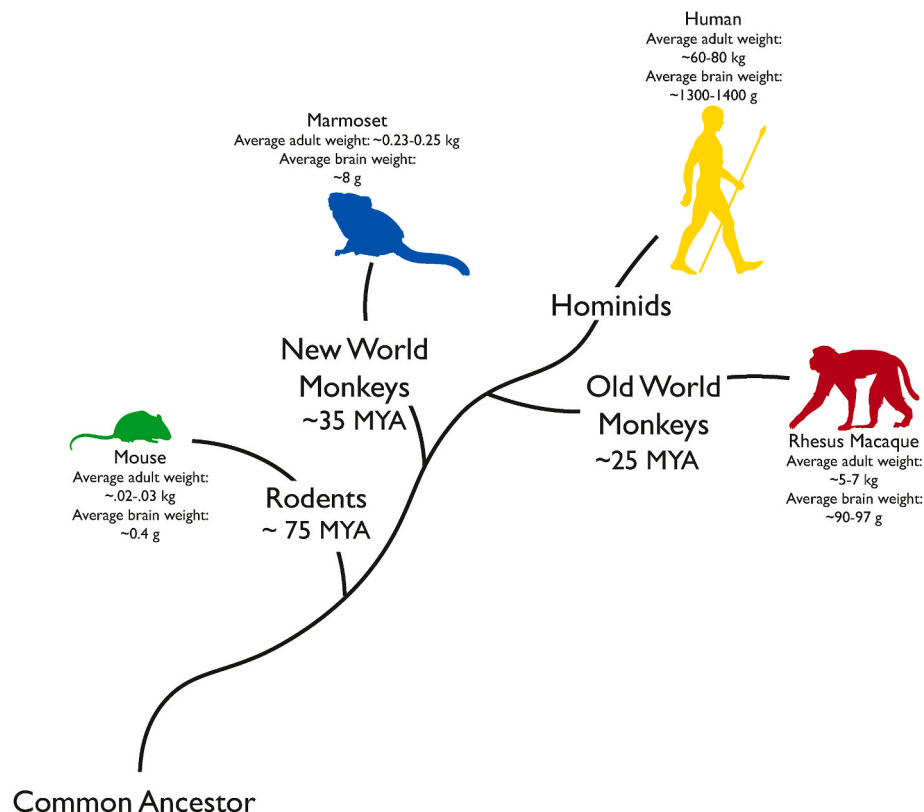 Human
Average adult weight:
~60-80 kg
Average brain weight:
~1300-1400 g
Marmoset
Average adult weight: ~0.23-0.25 kg
Average brain weight:
~8 g
Hominids
New World
Monkeys
~35 MYA
Old World
Monkeys
~25 MYA
Rhesus Macaque
Average adult weight:
~5-7 kg
Average brain weight:
~90-97 g
Mouse
Average adult weight:
~.02-.03 kg
Average brain weight:
~0.4 g
Rodents
~ 75 MYA
Common Ancestor